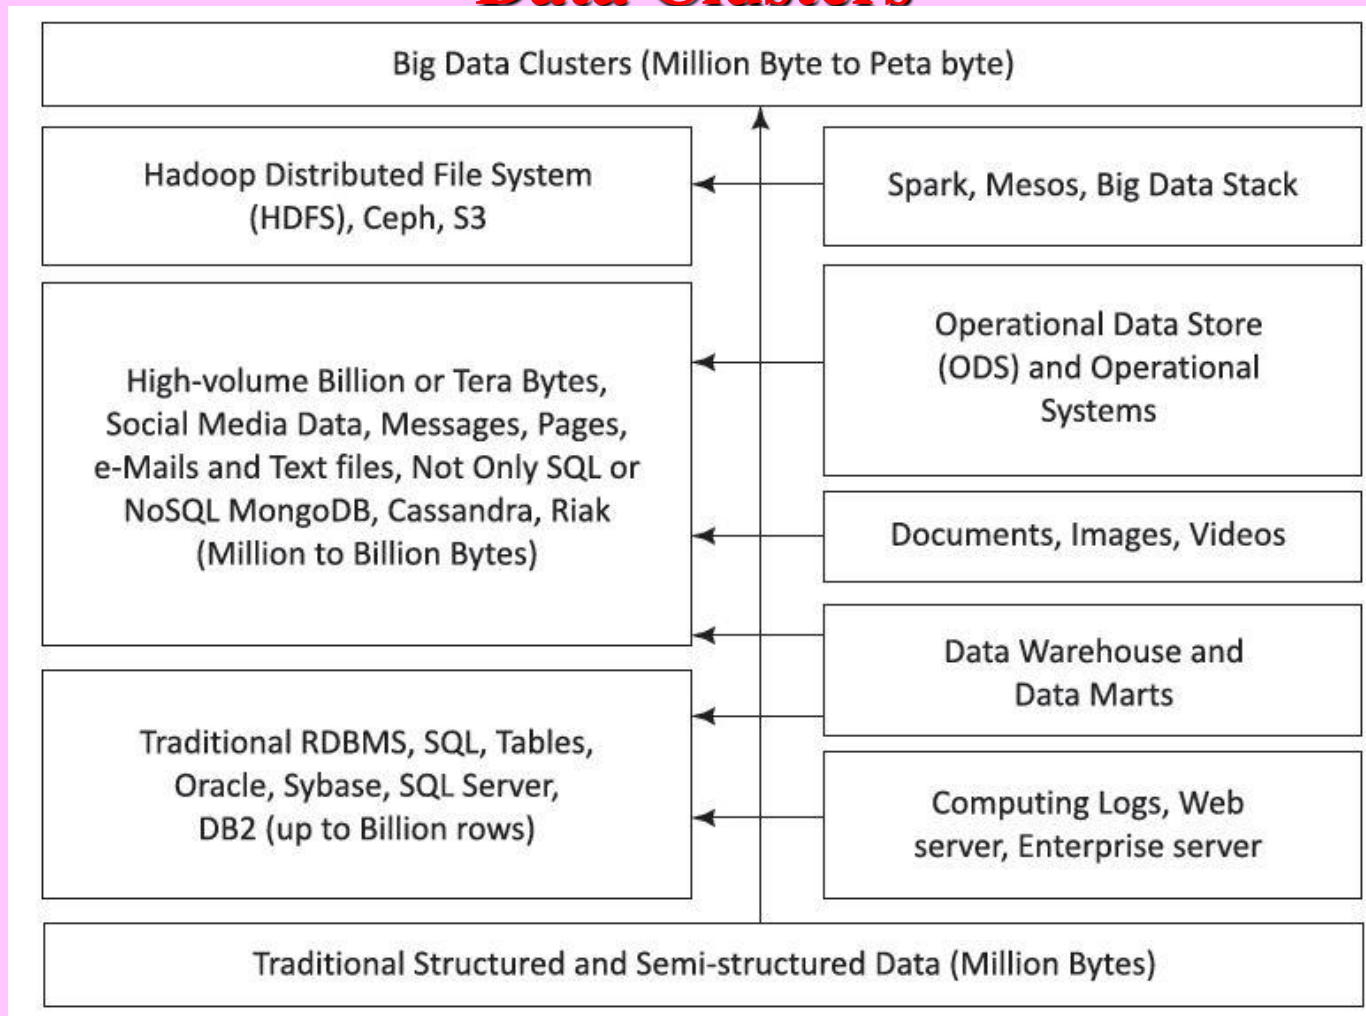 Data Clusters
Big Data Clusters (Million Byte to Peta byte)
Hadoop Distributed File System
(HDFS), Ceph, S3
Spark, Mesos, Big Data Stack
High-volume Billion or Tera Bytes,
Social Media Data, Messages, Pages,
e-Mails and Text files, Not Only SQL or
NoSQL MongoDB, Cassandra, Riak
(Million to Billion Bytes)
Operational Data Store
(ODS) and Operational
Systems
Documents, Images, Videos
Data Warehouse and
Data Marts
Traditional RDBMS, SQL, Tables,
Oracle, Sybase, SQL Server,
DB2 (up to Billion rows)
Computing Logs, Web
server, Enterprise server
Traditional Structured and Semi-structured Data (Million Bytes)